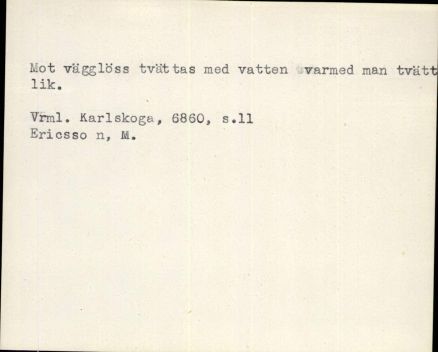 Mot vägglöss tvättas med vatten varmed man tvätt
lik.
Vrml. Karlskoga, 6860, s.11
Ericsso n, M.